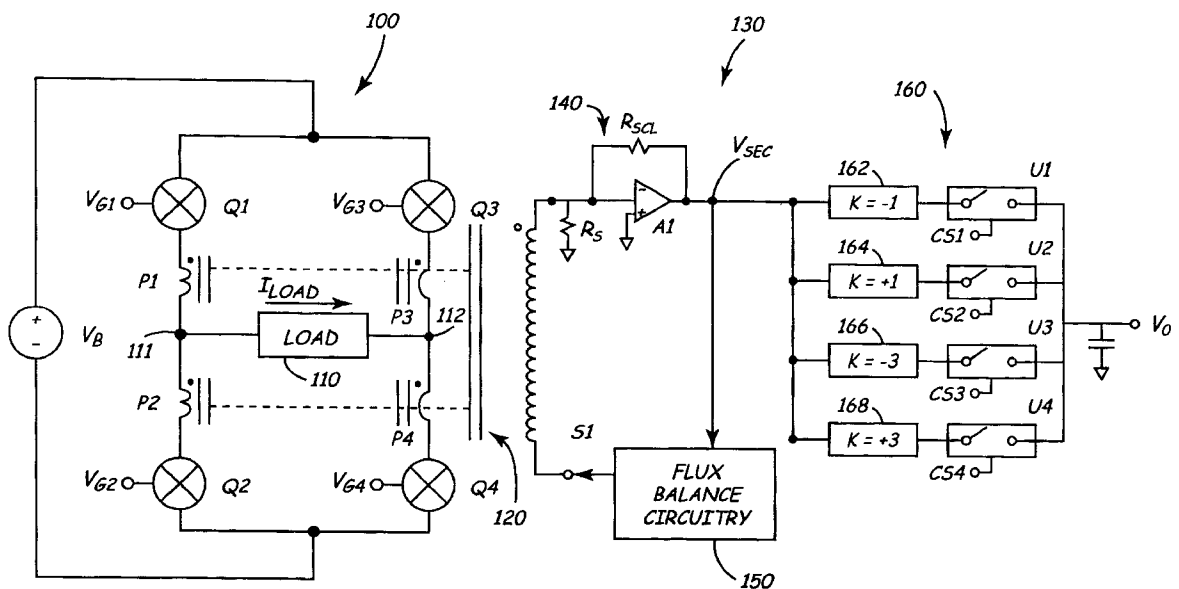 100
130
140
R_SCL
V_SEC
160
162
K = -1
U1
CS1
164
K = +1
U2
CS2
166
K = -3
U3
CS3
168
K = +3
U4
CS4
V_O
V_G1
Q1
V_G3
Q3
R_S
A1
-
+
P1
I_LOAD
P3
+
-
V_B
111
LOAD
112
110
P2
P4
S1
V_G2
Q2
V_G4
Q4
120
FLUX
BALANCE
CIRCUITRY
150